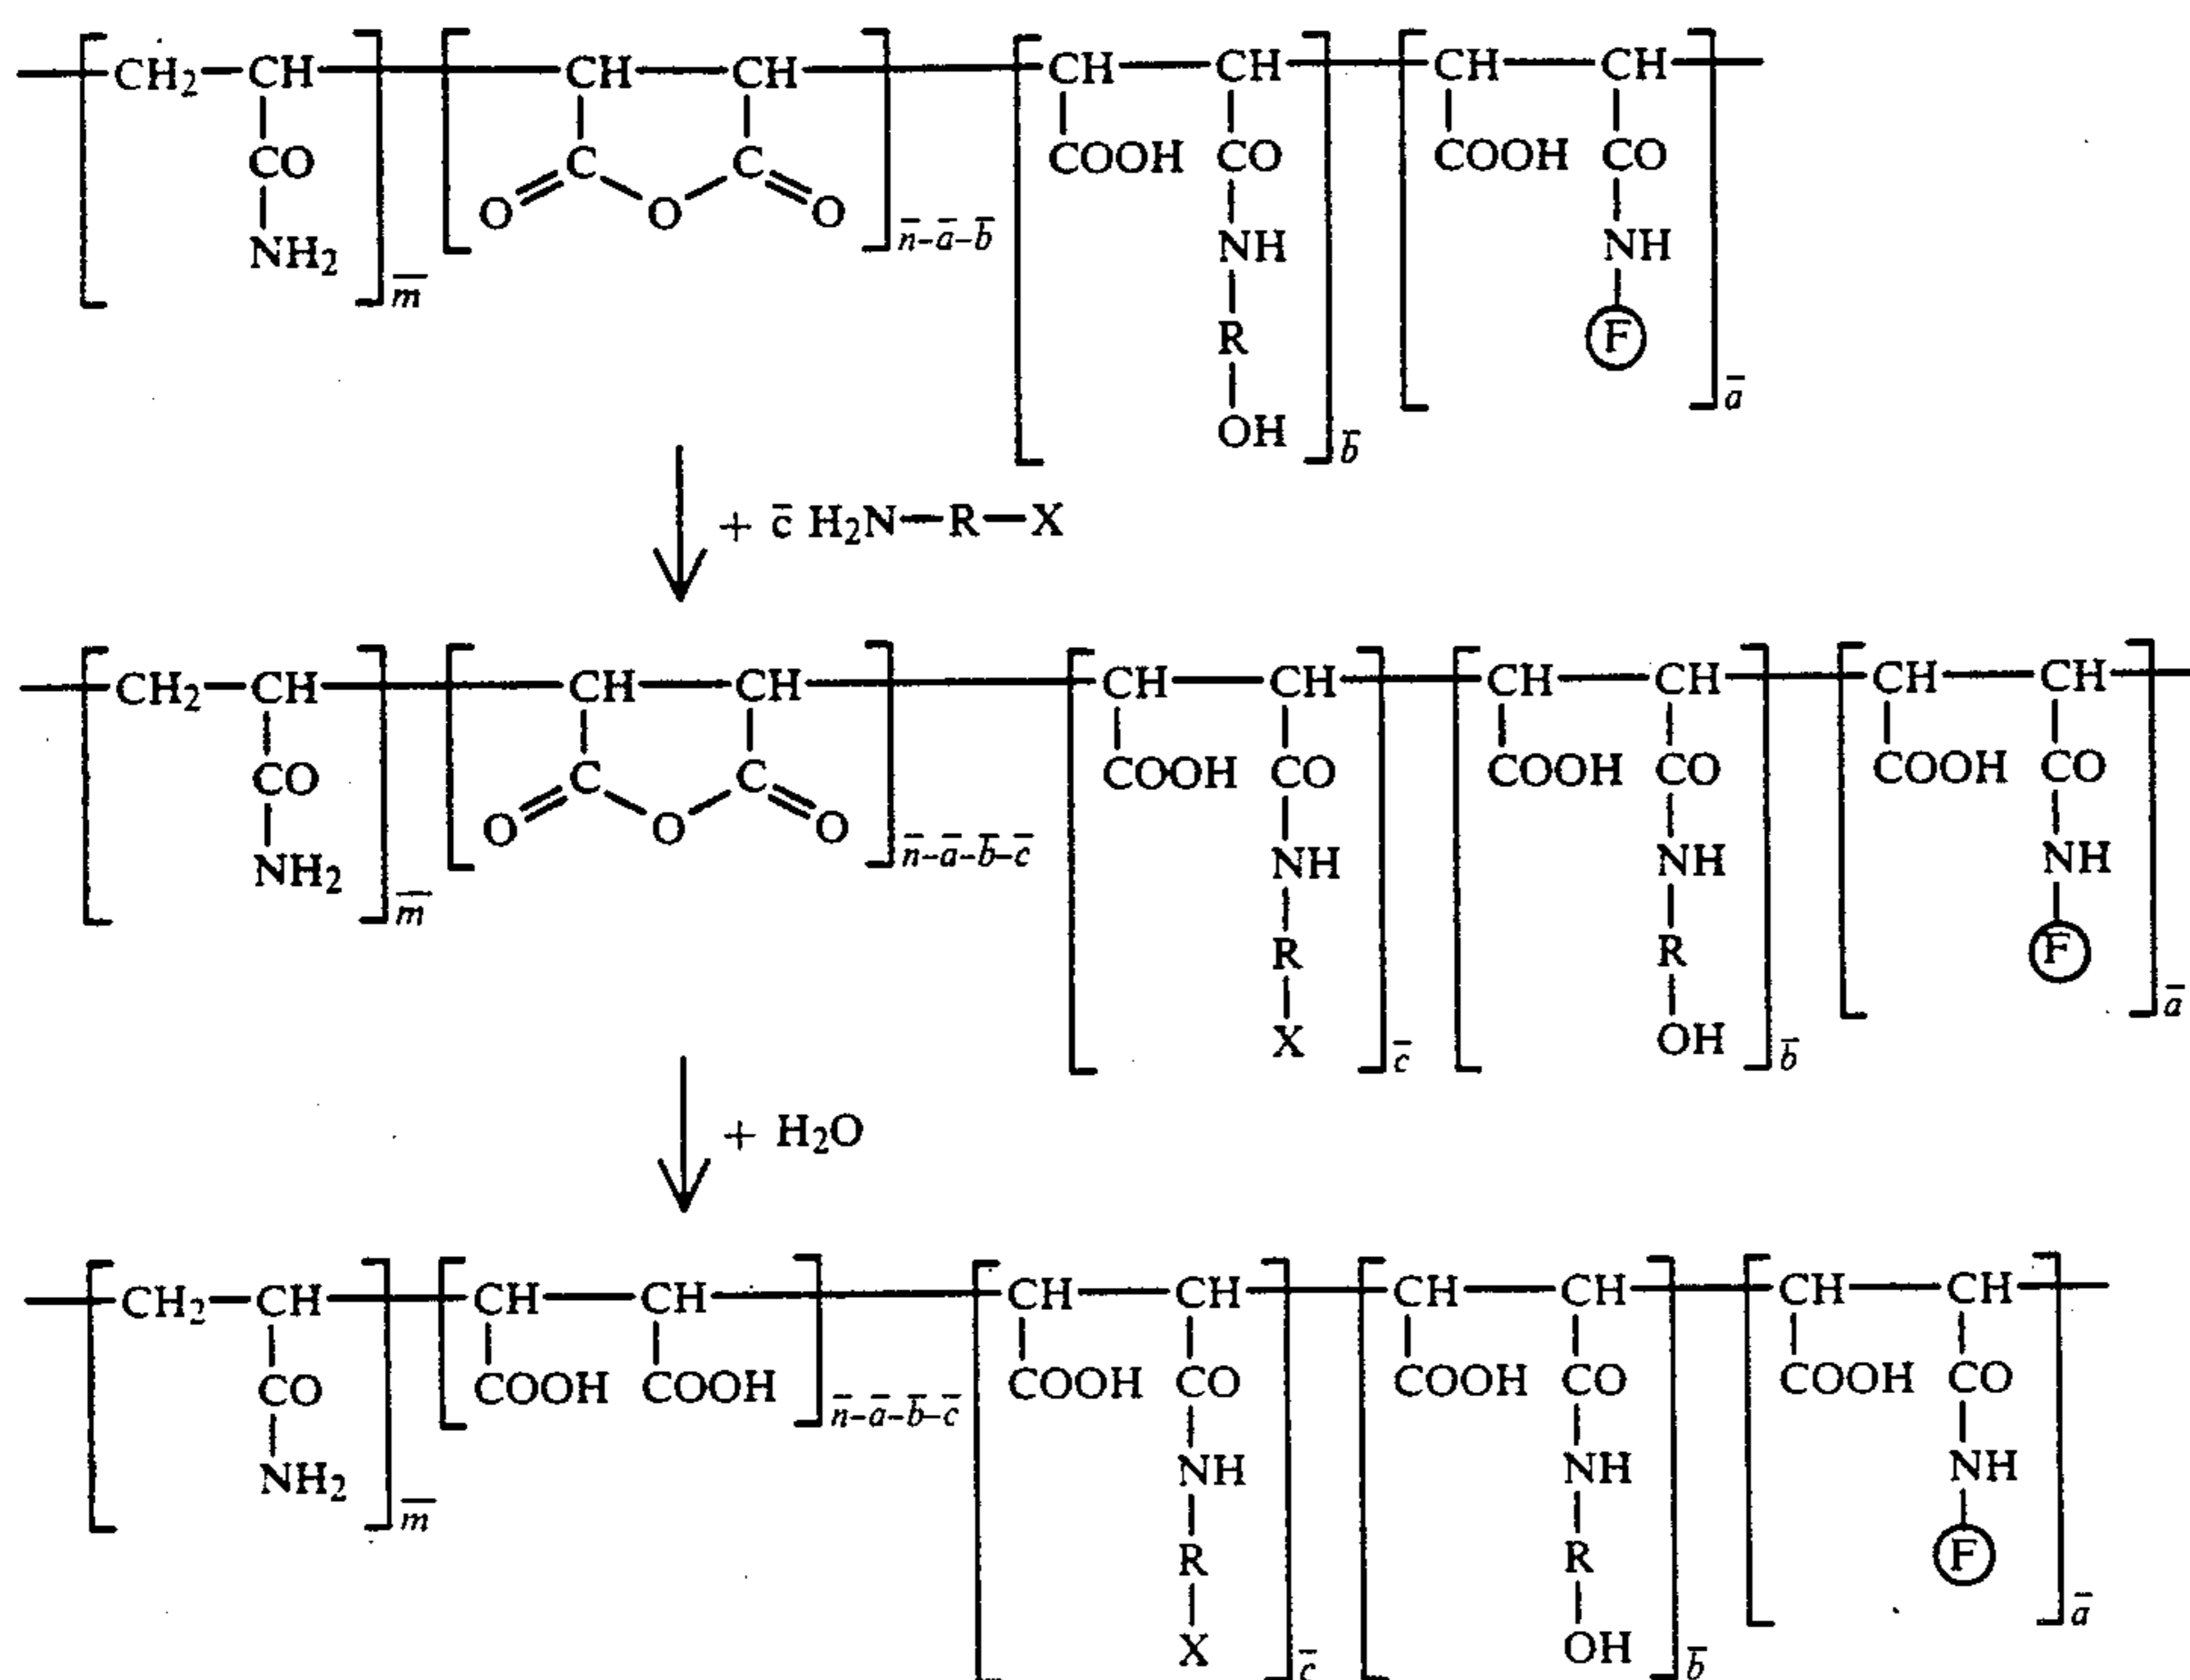 CH₂—CH CH—CH CH—CH CH—CH
CO C C COOH CO COOH CO
O O O NH NH
NH₂ n̅-a̅-b̅
m̅ R F
OH a̅
b̅
+ c̅ H₂N—R—X
CH₂—CH CH—CH CH—CH CH—CH CH—CH
CO C C COOH CO COOH CO COOH CO
O O O NH NH NH
NH₂ n̅-a̅-b̅-c̅
m̅ R R F
X OH a̅
c̅ b̅
+ H₂O
CH₂—CH CH—CH CH—CH CH—CH CH—CH
CO COOH COOH COOH CO COOH CO COOH CO
n̅-a̅-b̅-c̅
NH₂ NH NH NH
m̅ R R F
X OH a̅
c̅ b̅